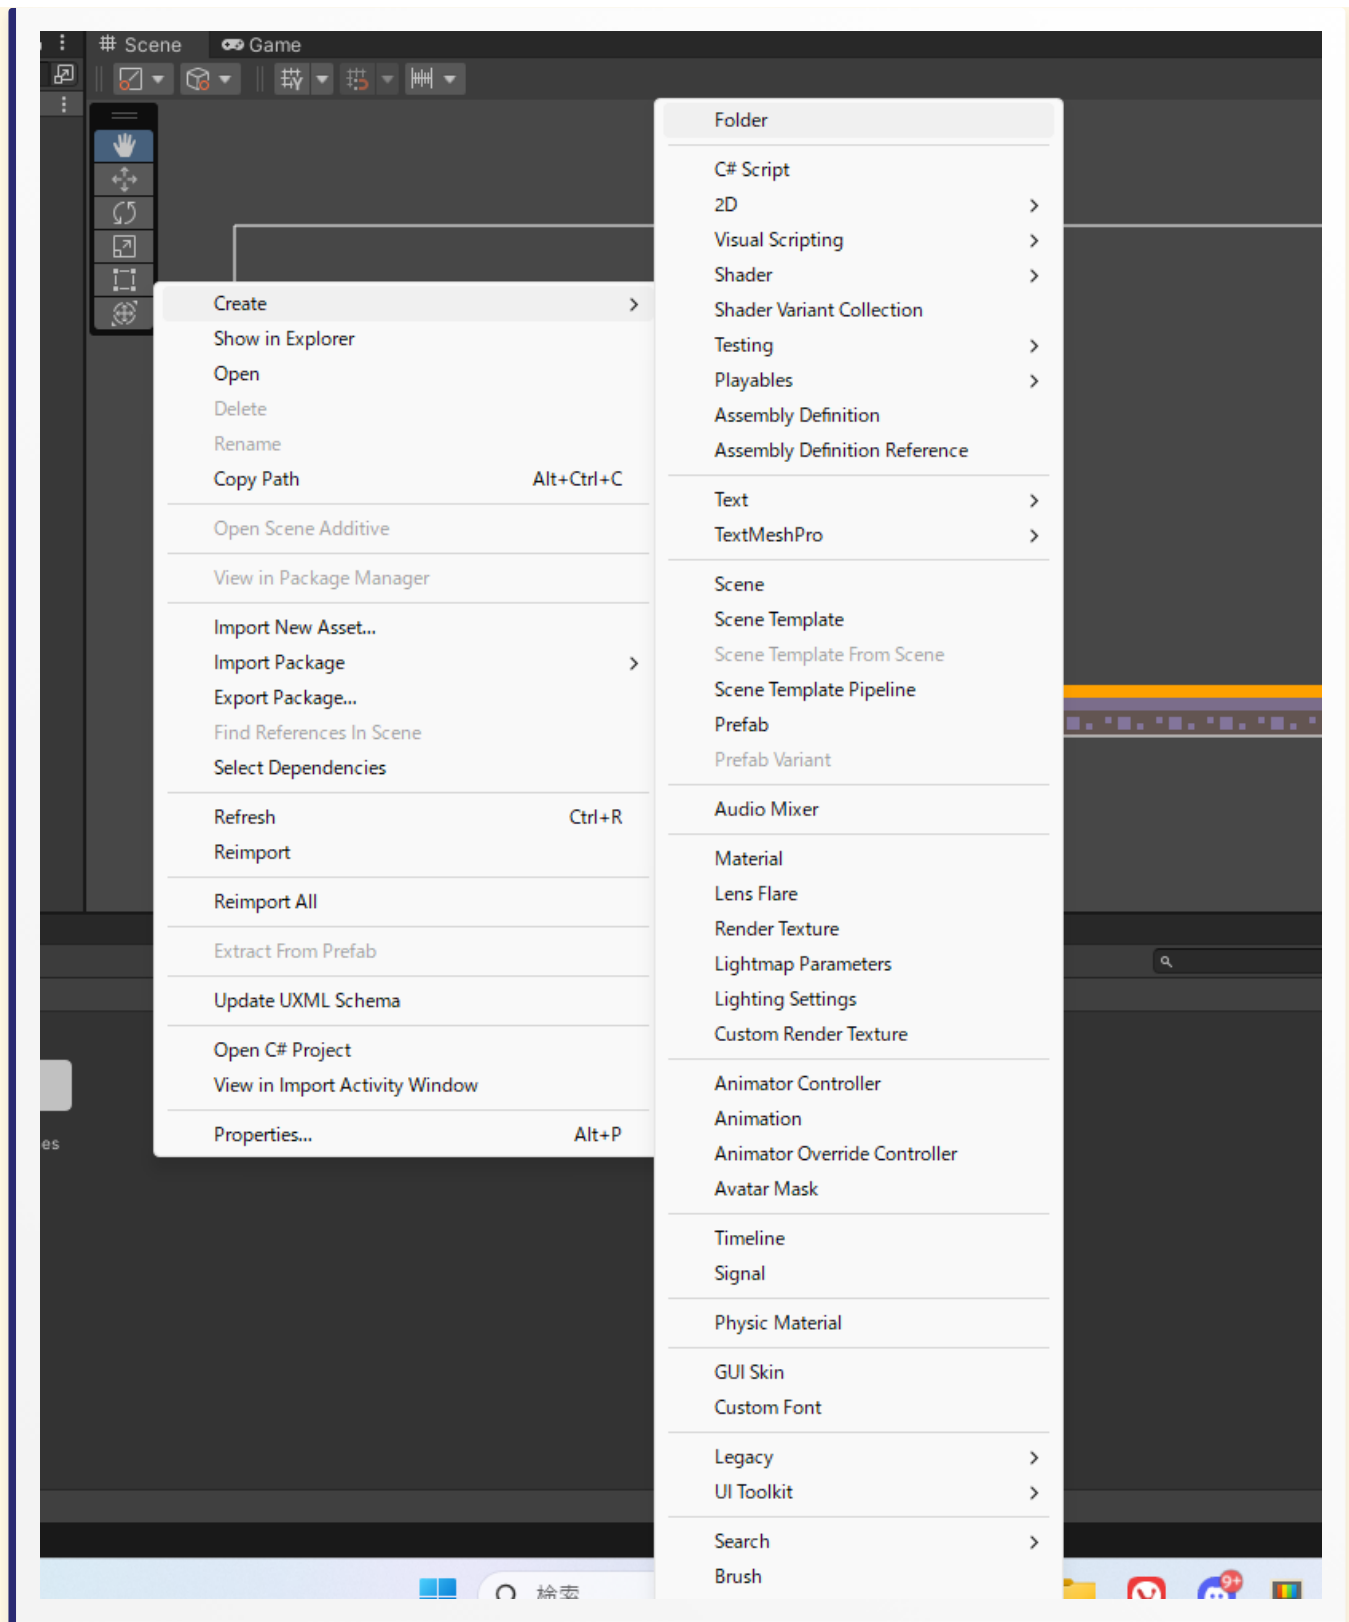 Scene
Game
Create
Show in Explorer
Open
Delete
Rename
Copy Path Alt+Ctrl+C
Open Scene Additive
View in Package Manager
Import New Asset...
Import Package
Export Package...
Find References In Scene
Select Dependencies
Refresh Ctrl+R
Reimport
Reimport All
Extract From Prefab
Update UXML Schema
Open C# Project
View in Import Activity Window
Properties... Alt+P
Folder
C# Script
2D
Visual Scripting
Shader
Shader Variant Collection
Testing
Playables
Assembly Definition
Assembly Definition Reference
Text
TextMeshPro
Scene
Scene Template
Scene Template From Scene
Scene Template Pipeline
Prefab
Prefab Variant
Audio Mixer
Material
Lens Flare
Render Texture
Lightmap Parameters
Lighting Settings
Custom Render Texture
Animator Controller
Animation
Animator Override Controller
Avatar Mask
Timeline
Signal
Physic Material
GUI Skin
Custom Font
Legacy
UI Toolkit
Search
Brush
es
検索
9+